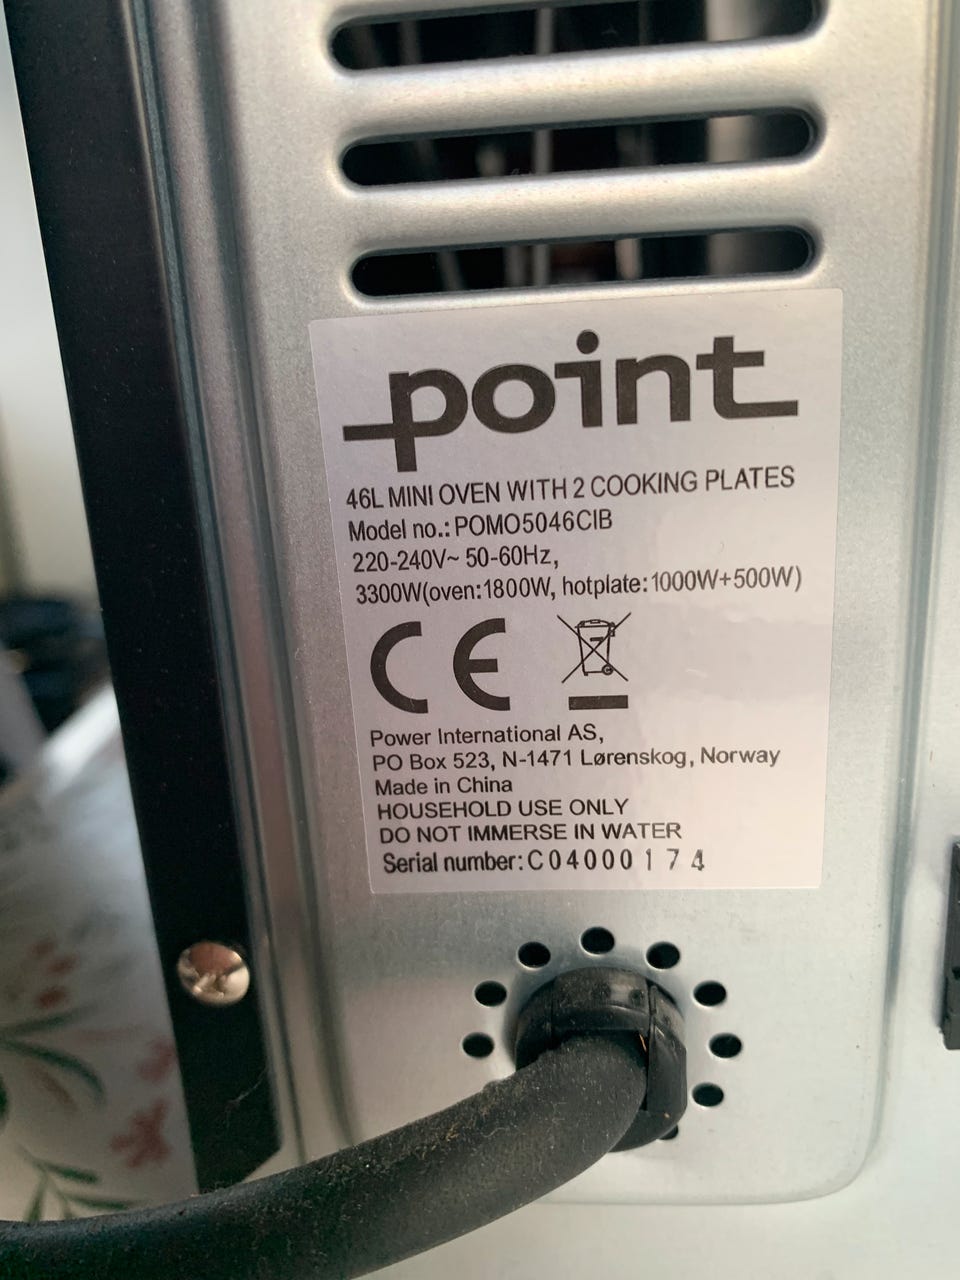 point
46L MINI OVEN WITH 2 COOKING PLATES
Model no.: POMO5046CIB
220-240V~ 50-60Hz,
3300W(oven:1800W, hotplate:1000W+500W)
CE
Power International AS,
PO Box 523, N-1471 Lørenskog, Norway
Made in China
HOUSEHOLD USE ONLY
DO NOT IMMERSE IN WATER
Serial number:C04000174